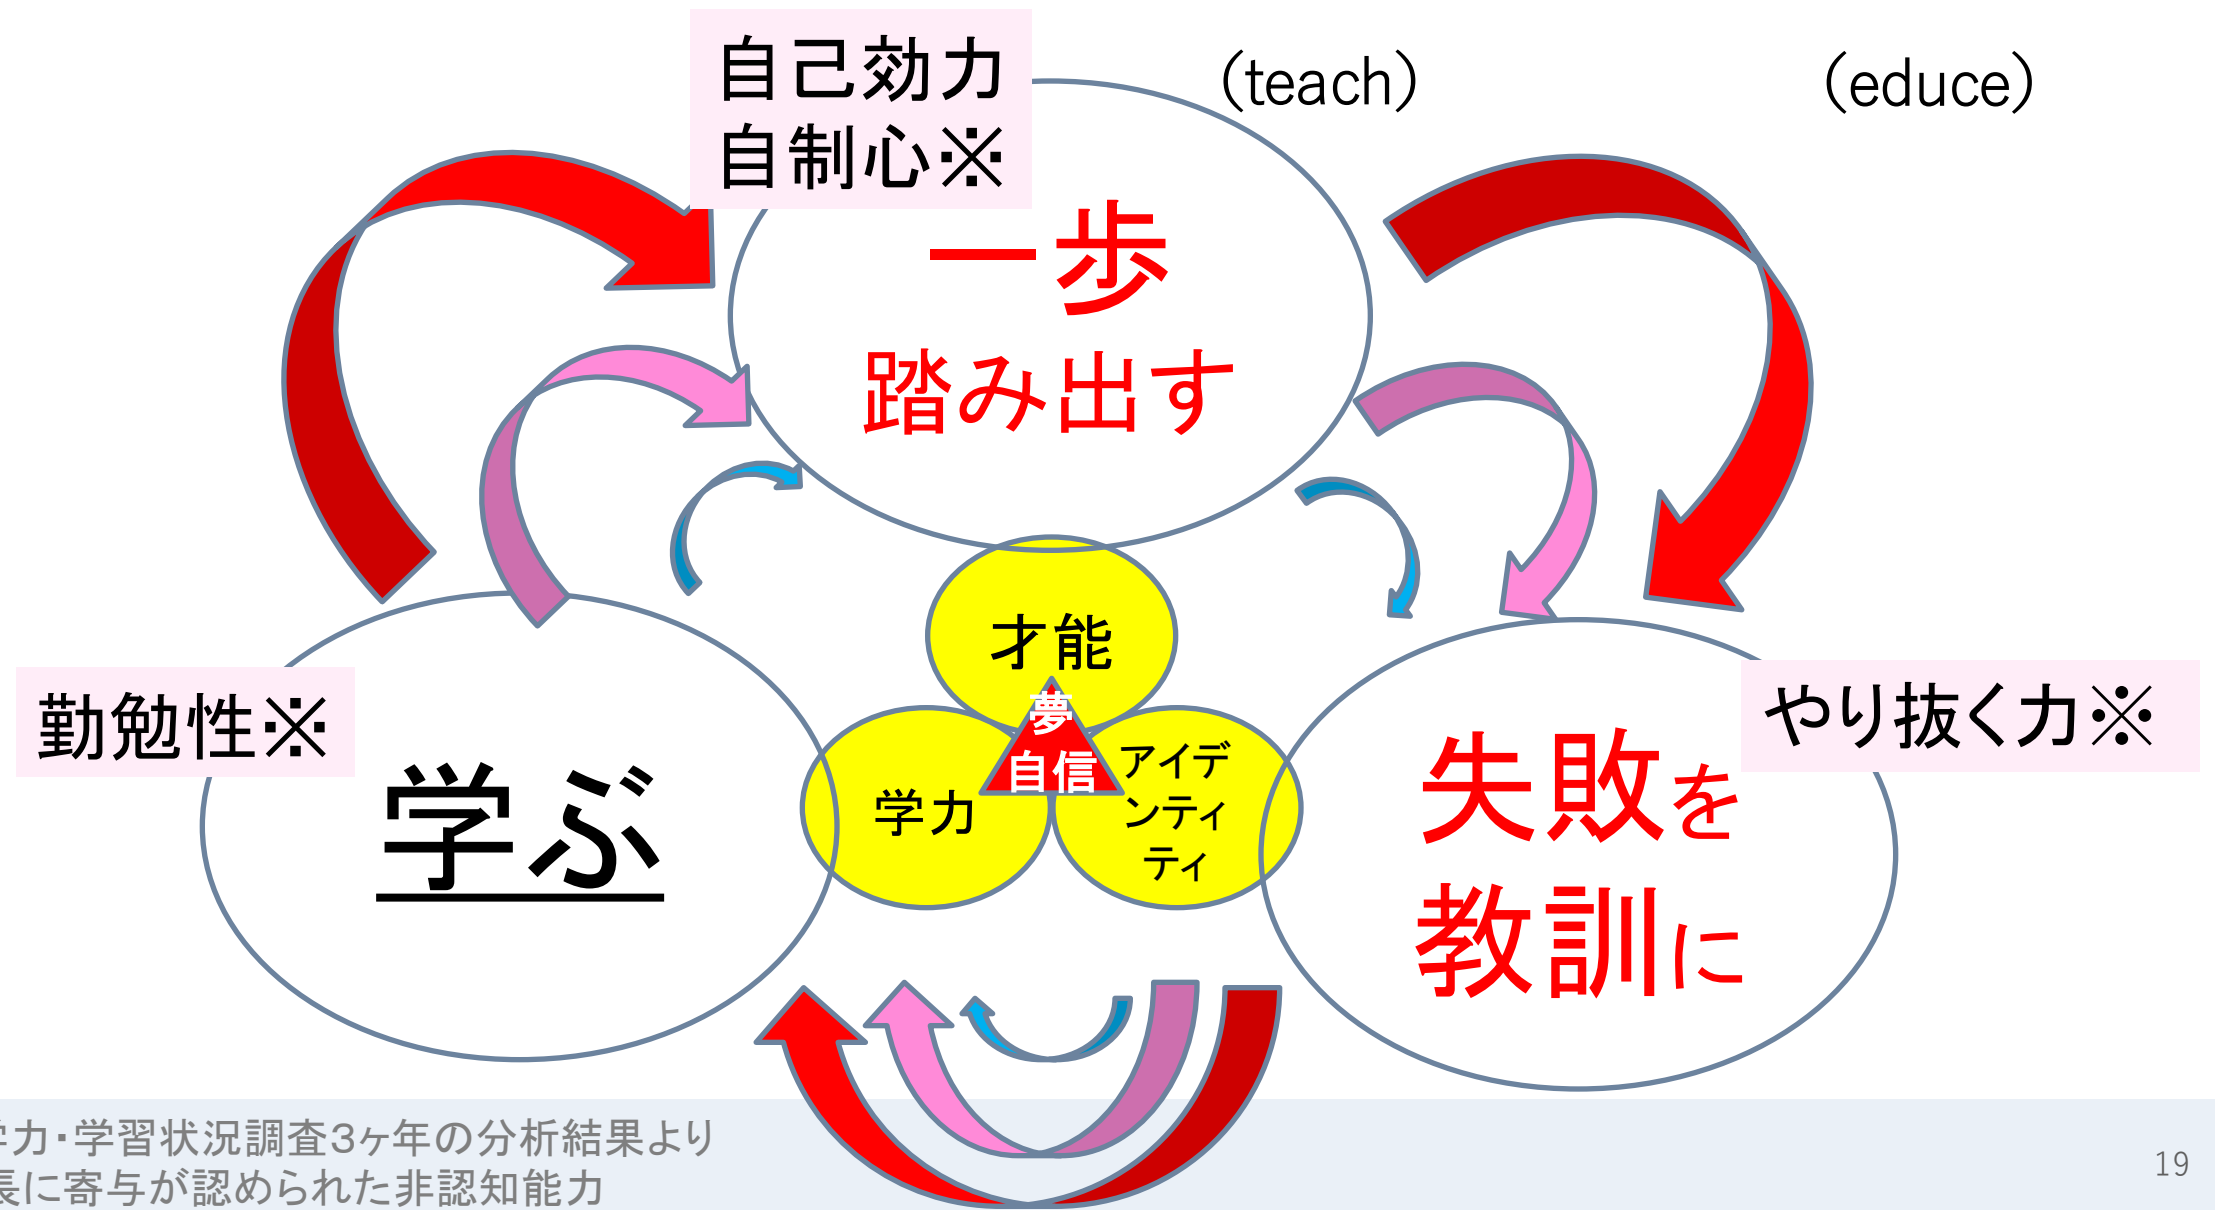 自己効力
自制心※
(teach)
(educe)
一歩
踏み出す
才能
夢
自信
学力
アイデ
ンティ
ティ
勤勉性※
学ぶ
やり抜く力※
失敗を
教訓に
力・学習状況調査3ヶ年の分析結果より
長に寄与が認められた非認知能力
19